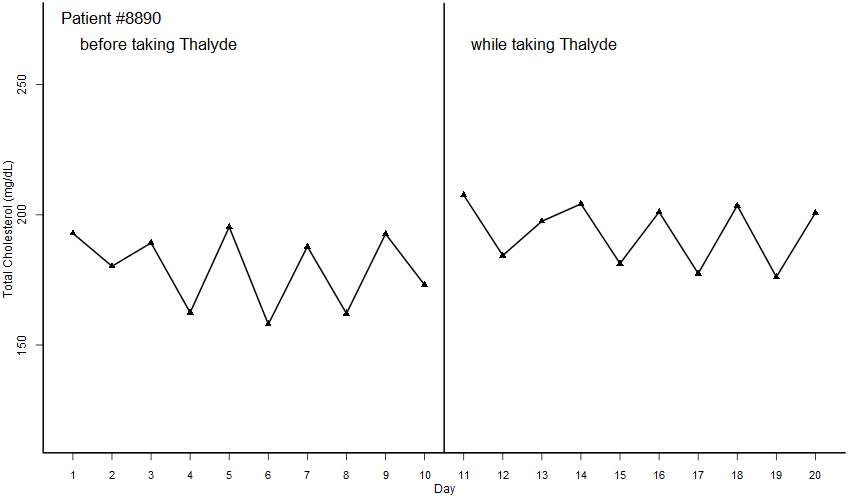 Patient #8890
before taking Thalyde
while taking Thalyde
Total Cholesterol (mg/dL)
250
200
150
1 2 3 4 5 6 7 8 9 10 11 12 13 14 15 16 17 18 19 20
Day